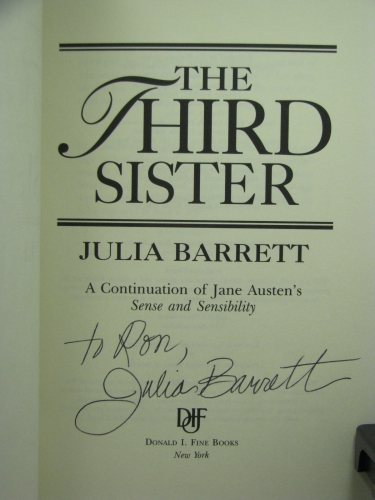 THE
THIRD
SISTER
JULIA BARRETT
A Continuation of Jane Austen's
Sense and Sensibility
to Ron,
Julia Barrett
DIF
DONALD I. FINE BOOKS
New York